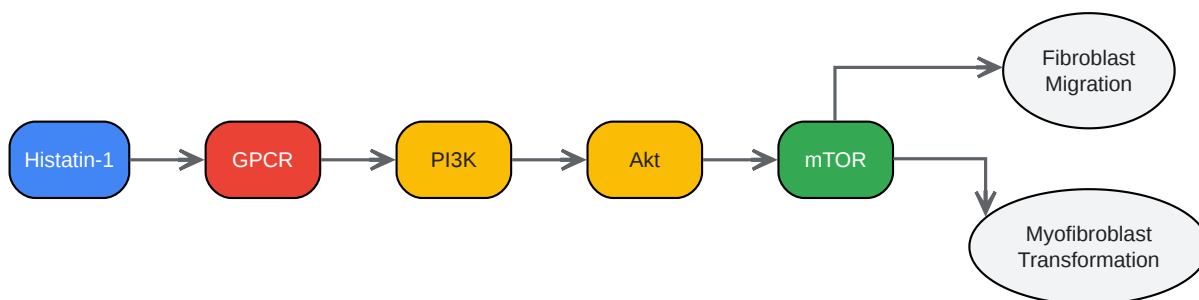 Histatin-1
GPCR
PI3K
Akt
mTOR
Fibroblast
Migration
Myofibroblast
Transformation